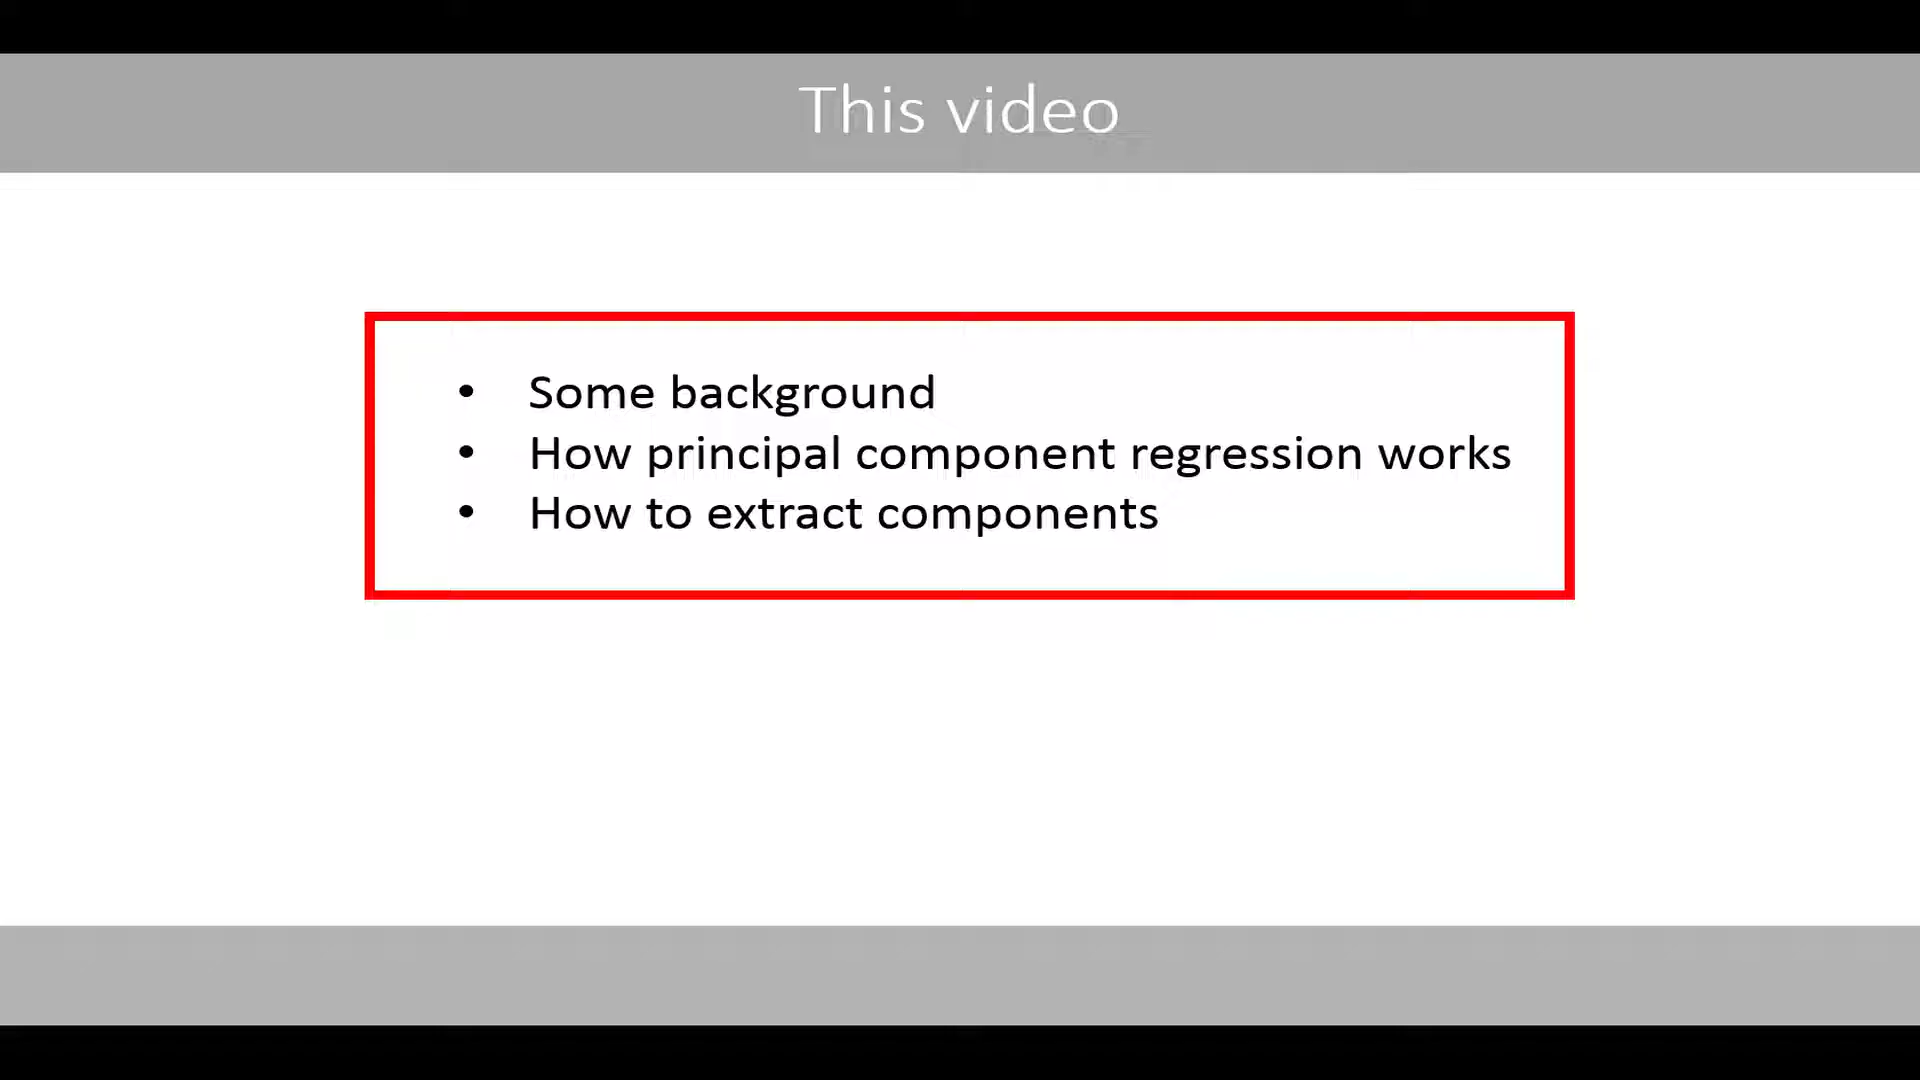 This video
• Some background
• How principal component regression works
• How to extract components